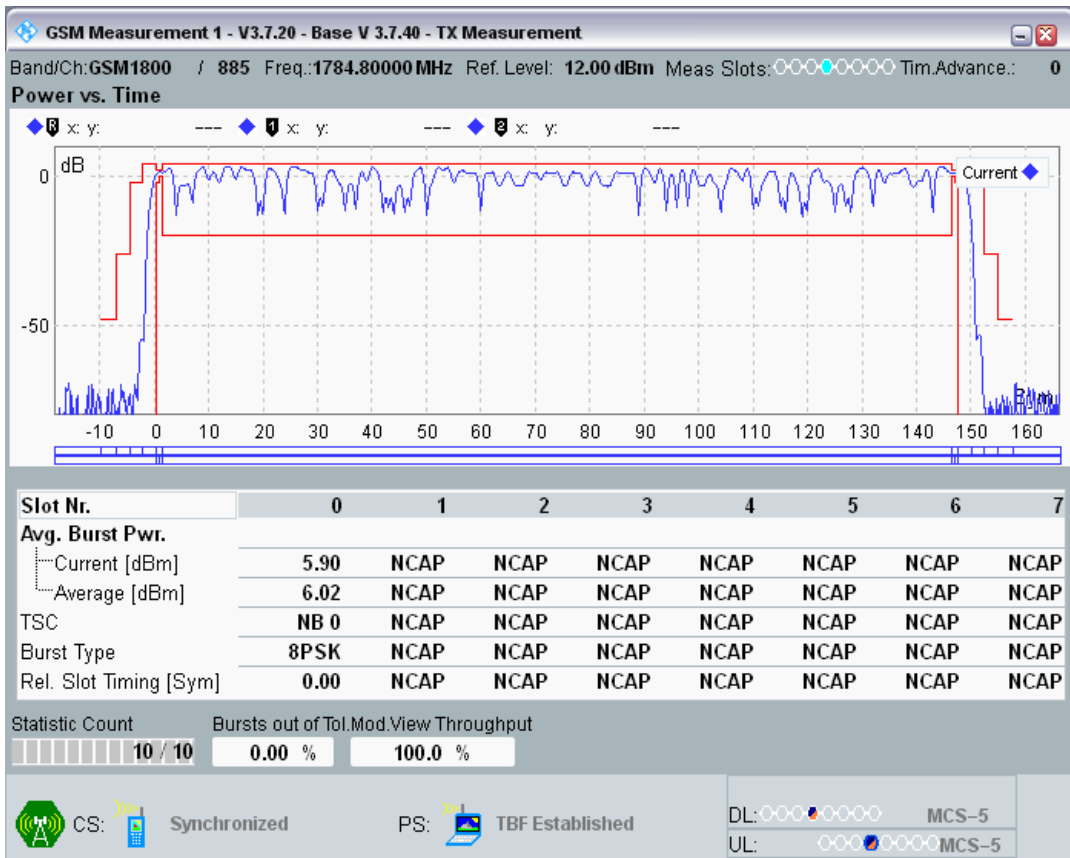 GSM Measurement 1 - V3.7.20 - Base V 3.7.40 - TX Measurement
Band/Ch:GSM1800 / 885 Freq.:1784.80000 MHz Ref. Level: 12.00 dBm Meas Slots: Tim.Advance.: 0
Power vs. Time
R x: y: --- 1 x: y: --- 2 x: y: ---
dB
Current
0
-50
-10 0 10 20 30 40 50 60 70 80 90 100 110 120 130 140 150 160
Slot Nr. 0 1 2 3 4 5 6 7
Avg. Burst Pwr.
Current [dBm] 5.90 NCAP NCAP NCAP NCAP NCAP NCAP NCAP
Average [dBm] 6.02 NCAP NCAP NCAP NCAP NCAP NCAP NCAP
TSC NB 0 NCAP NCAP NCAP NCAP NCAP NCAP NCAP
Burst Type 8PSK NCAP NCAP NCAP NCAP NCAP NCAP NCAP
Rel. Slot Timing [Sym] 0.00 NCAP NCAP NCAP NCAP NCAP NCAP NCAP
Statistic Count Bursts out of Tol.Mod.View Throughput
10 / 10 0.00 % 100.0 %
CS: Synchronized PS: TBF Established
DL: MCS-5
UL: MCS-5